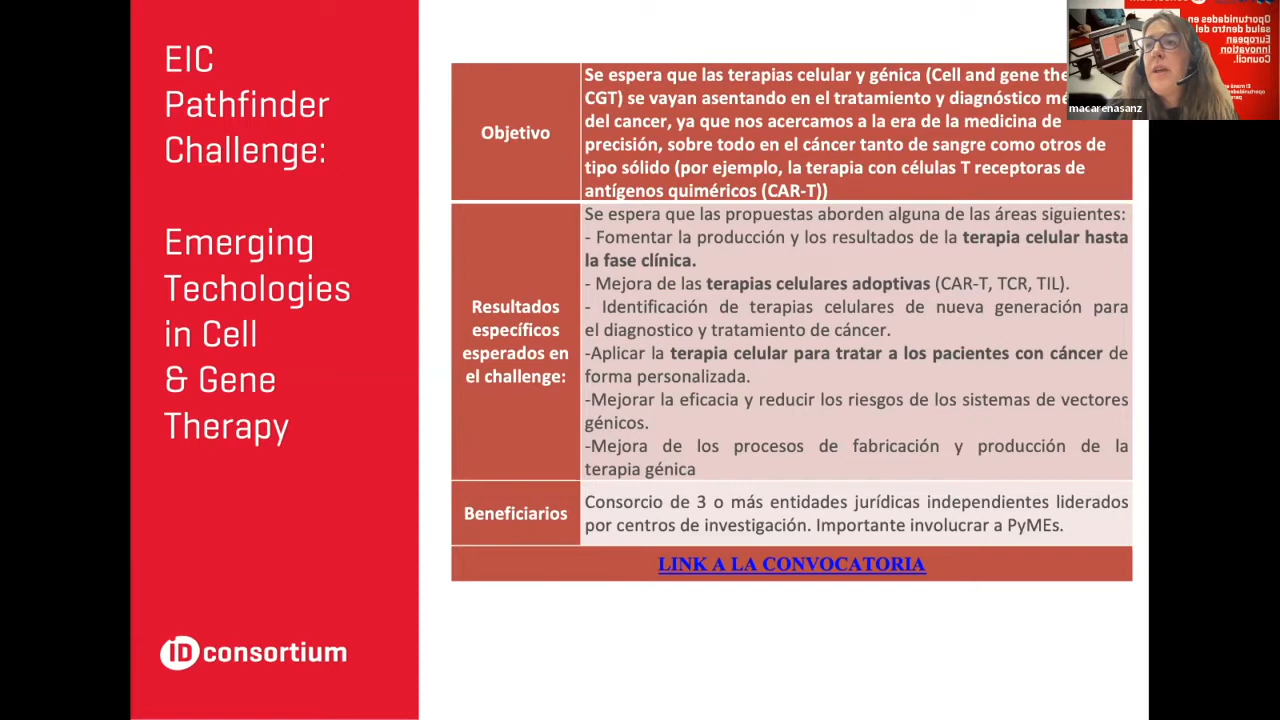 EIC
Pathfinder
Challenge:
Emerging
Techologies
in Cell
& Gene
Therapy
ID consortium
Objetivo
Se espera que las terapias celular y génica (Cell and gene the
CGT) se vayan asentando en el tratamiento y diagnóstico mé
del cancer, ya que nos acercamos a la era de la medicina de
precisión, sobre todo en el cáncer tanto de sangre como otros de
tipo sólido (por ejemplo, la terapia con células T receptoras de
antígenos quiméricos (CAR-T))
Resultados
específicos
esperados en
el challenge:
Se espera que las propuestas aborden alguna de las áreas siguientes:
- Fomentar la producción y los resultados de la terapia celular hasta
la fase clínica.
- Mejora de las terapias celulares adoptivas (CAR-T, TCR, TIL).
- Identificación de terapias celulares de nueva generación para
el diagnostico y tratamiento de cáncer.
-Aplicar la terapia celular para tratar a los pacientes con cáncer de
forma personalizada.
-Mejorar la eficacia y reducir los riesgos de los sistemas de vectores
génicos.
-Mejora de los procesos de fabricación y producción de la
terapia génica
Beneficiarios
Consorcio de 3 o más entidades jurídicas independientes liderados
por centros de investigación. Importante involucrar a PyMEs.
LINK A LA CONVOCATORIA
Oportunidades en
salud dentro del
European
Innovation
Council.
macarenasanz